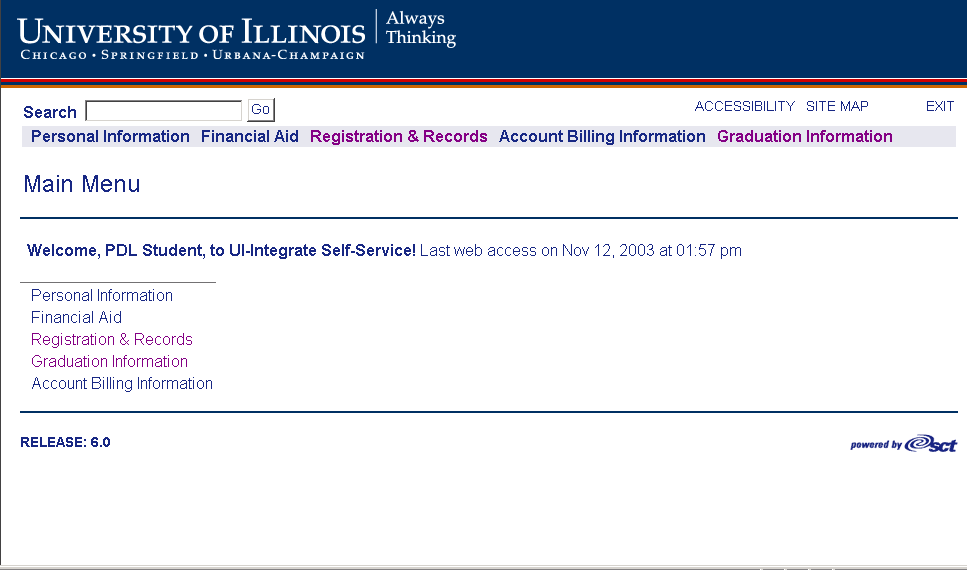 UNIVERSITY OF ILLINOIS
CHICAGO • SPRINGFIELD • URBANA-CHAMPAIGN
Always
Thinking
Search Go ACCESSIBILITY SITE MAP EXIT
Personal Information Financial Aid Registration & Records Account Billing Information Graduation Information
Main Menu
Welcome, PDL Student, to UI-Integrate Self-Service! Last web access on Nov 12, 2003 at 01:57 pm
Personal Information
Financial Aid
Registration & Records
Graduation Information
Account Billing Information
RELEASE: 6.0
powered by sct